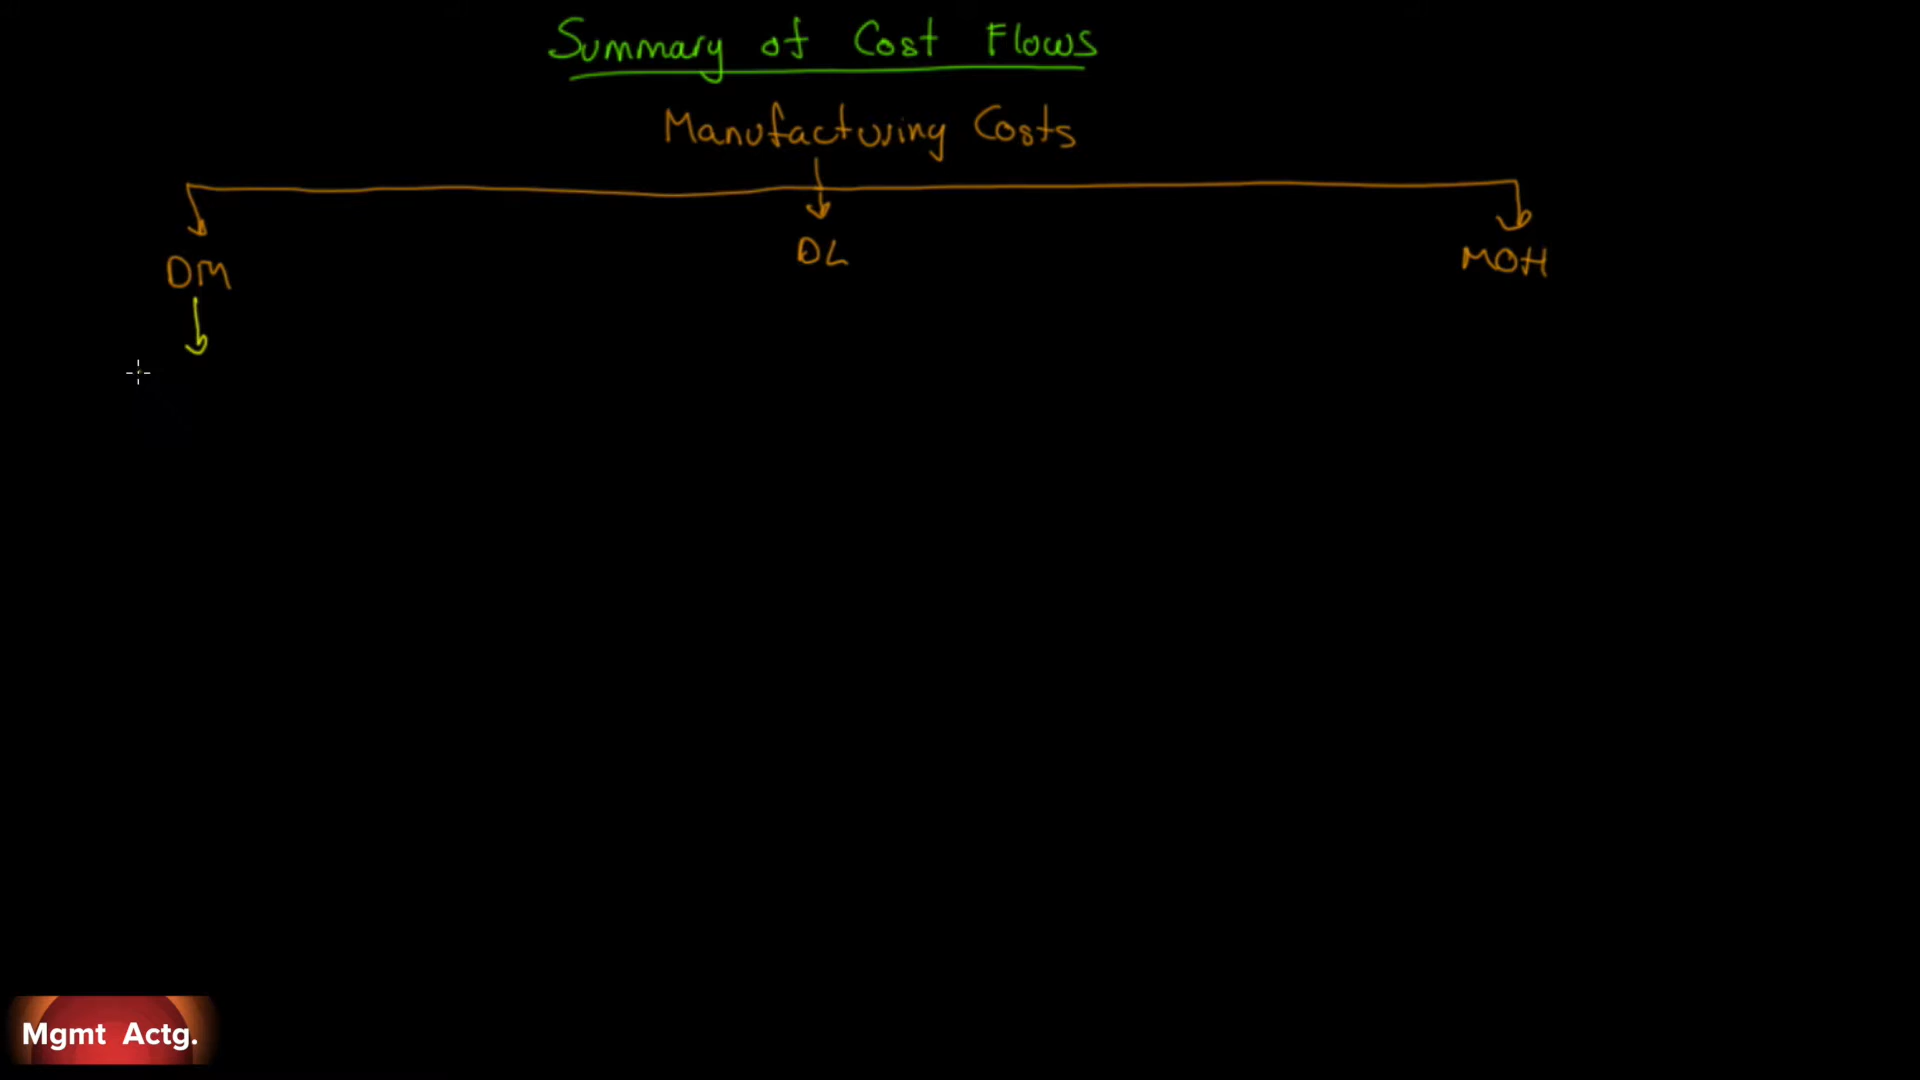 Summary of Cost Flows
Manufacturing Costs
DM
DL
MOH
Mgmt Actg.